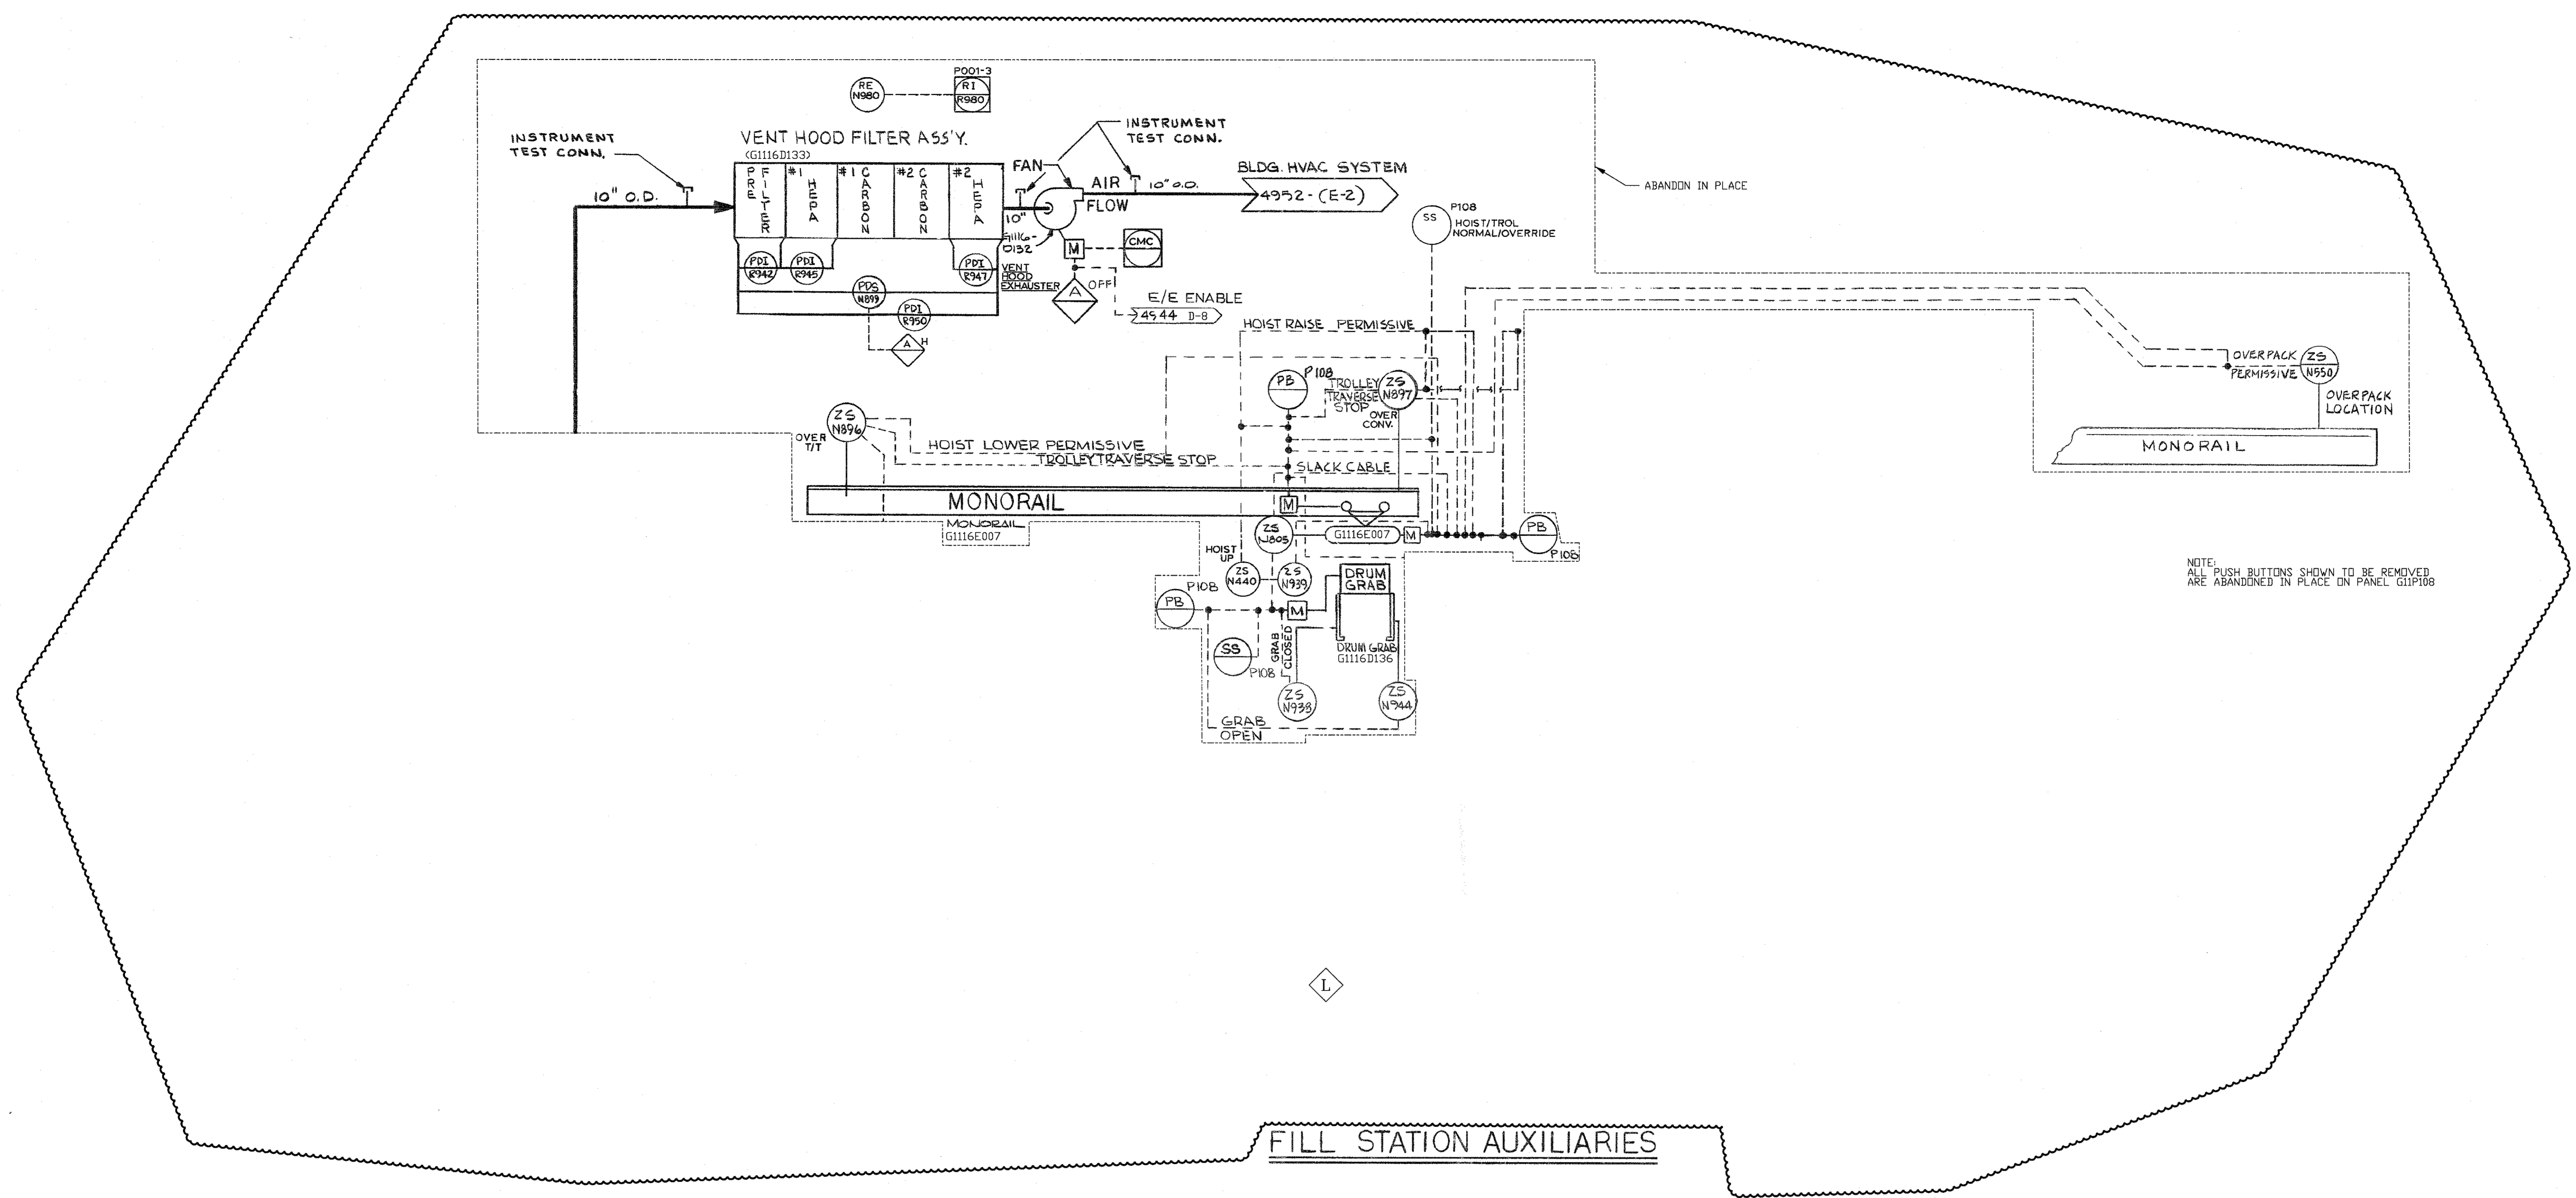 P001-3
RE
N980
RI
R980
INSTRUMENT
TEST CONN.
10" O.D.
VENT HOOD FILTER ASS'Y.
(G1116D133)
PRE
FILTER
#1
HEPA
#1
CARBON
#2
CARBON
#2
HEPA
FAN
10"
INSTRUMENT
TEST CONN.
AIR
FLOW
10" O.D.
BLDG. HVAC SYSTEM
4952-(E-2)
G1116-
D132
M
CMC
PDI
R942
PDI
R945
PDI
R947
VENT
HOOD
EXHAUSTER
PDS
N899
PDI
R950
A
OFF
A
H
E/E ENABLE
4544 D-8
ABANDON IN PLACE
SS
P108
HOIST/TROL
NORMAL/OVERRIDE
HOIST RAISE PERMISSIVE
PB
P108
TROLLEY
TRAVERSE
STOP
ZS
N897
OVER
CONV.
OVERPACK
PERMISSIVE
ZS
N550
OVERPACK
LOCATION
MONORAIL
ZS
N896
OVER
T/T
HOIST LOWER PERMISSIVE
TROLLEY TRAVERSE STOP
SLACK CABLE
MONORAIL
M
MONORAIL
G1116E007
ZS
N805
G1116E007
M
PB
P108
HOIST
UP
ZS
N440
ZS
N939
DRUM
GRAB
P108
PB
M
SS
P108
GRAB
CLOSED
DRUM GRAB
G1116D136
ZS
N938
ZS
N944
GRAB
OPEN
NOTE:
ALL PUSH BUTTONS SHOWN TO BE REMOVED
ARE ABANDONED IN PLACE ON PANEL G11P108
L
FILL STATION AUXILIARIES